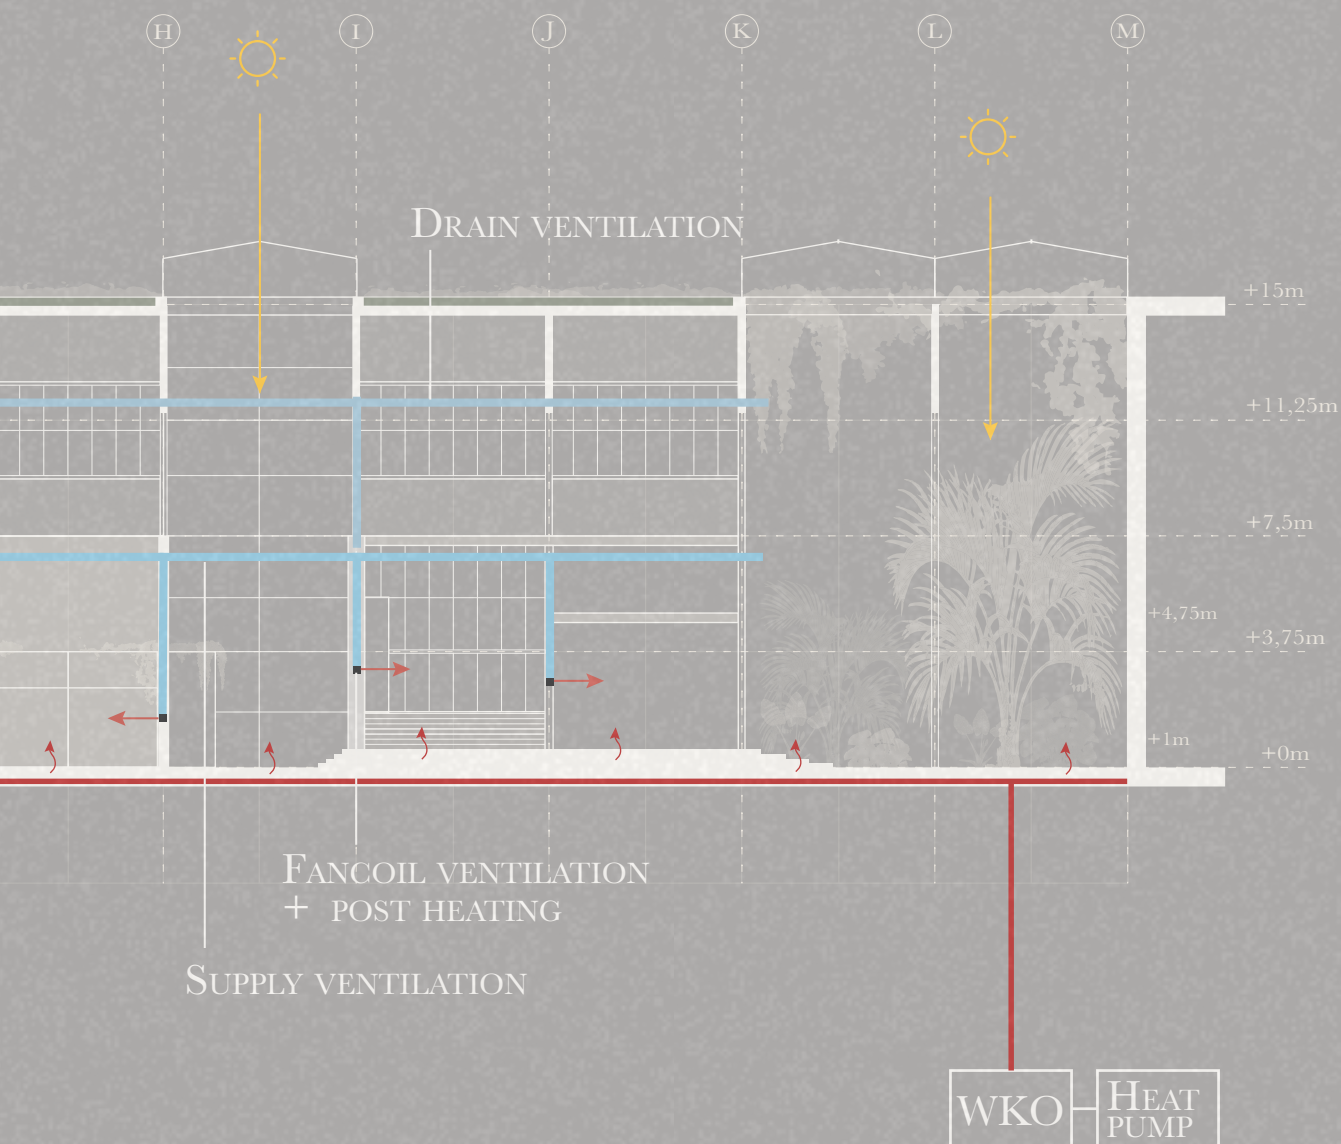 H I J K L M
Drain ventilation
+15m
+11,25m
+7,5m
+4,75m
+3,75m
+1m
+0m
Fancoil ventilation
+ post heating
Supply ventilation
WKO
Heat
pump